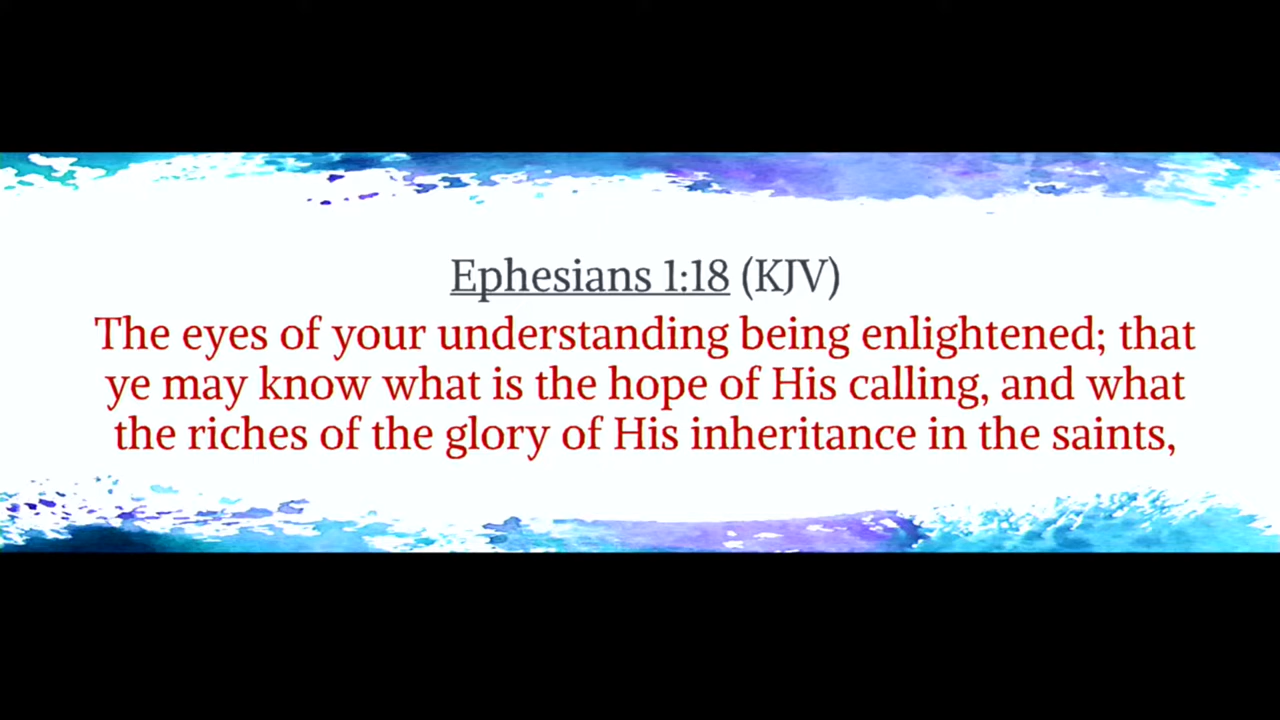 Ephesians 1:18 (KJV)
The eyes of your understanding being enlightened; that
ye may know what is the hope of His calling, and what
the riches of the glory of His inheritance in the saints,